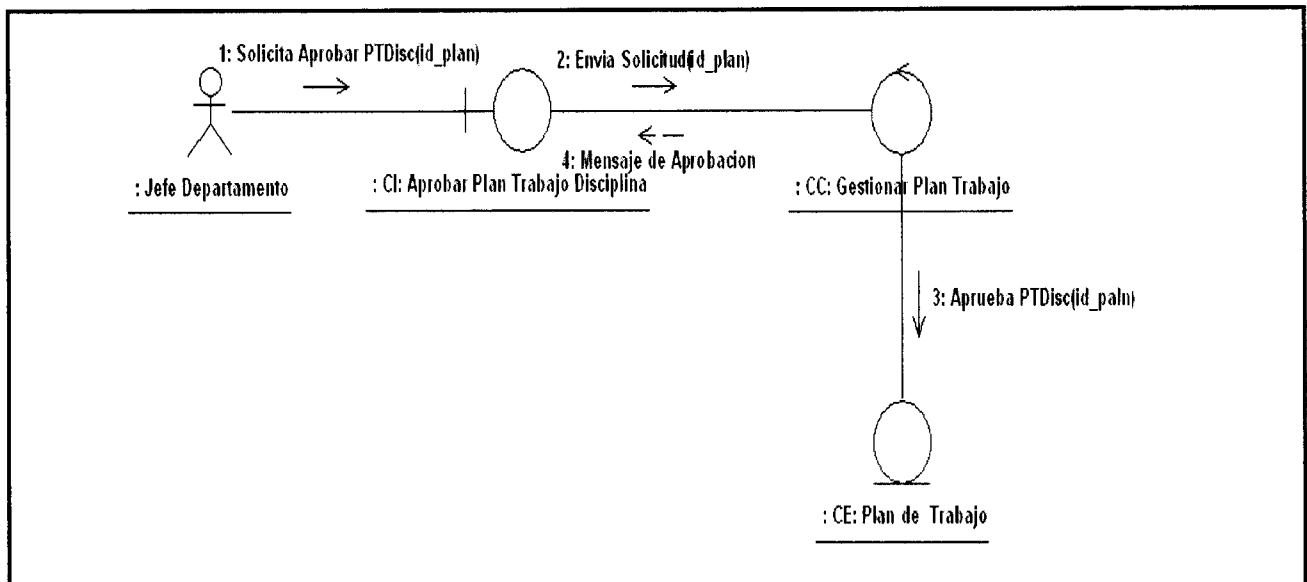 1: Solicita Aprobar PTDisc(id_plan)
2: Envia Solicitud(id_plan)
4: Mensaje de Aprobacion
: Jefe Departamento
: CI: Aprobar Plan Trabajo Disciplina
: CC: Gestionar Plan Trabajo
3: Aprueba PTDisc(id_paln)
: CE: Plan de Trabajo